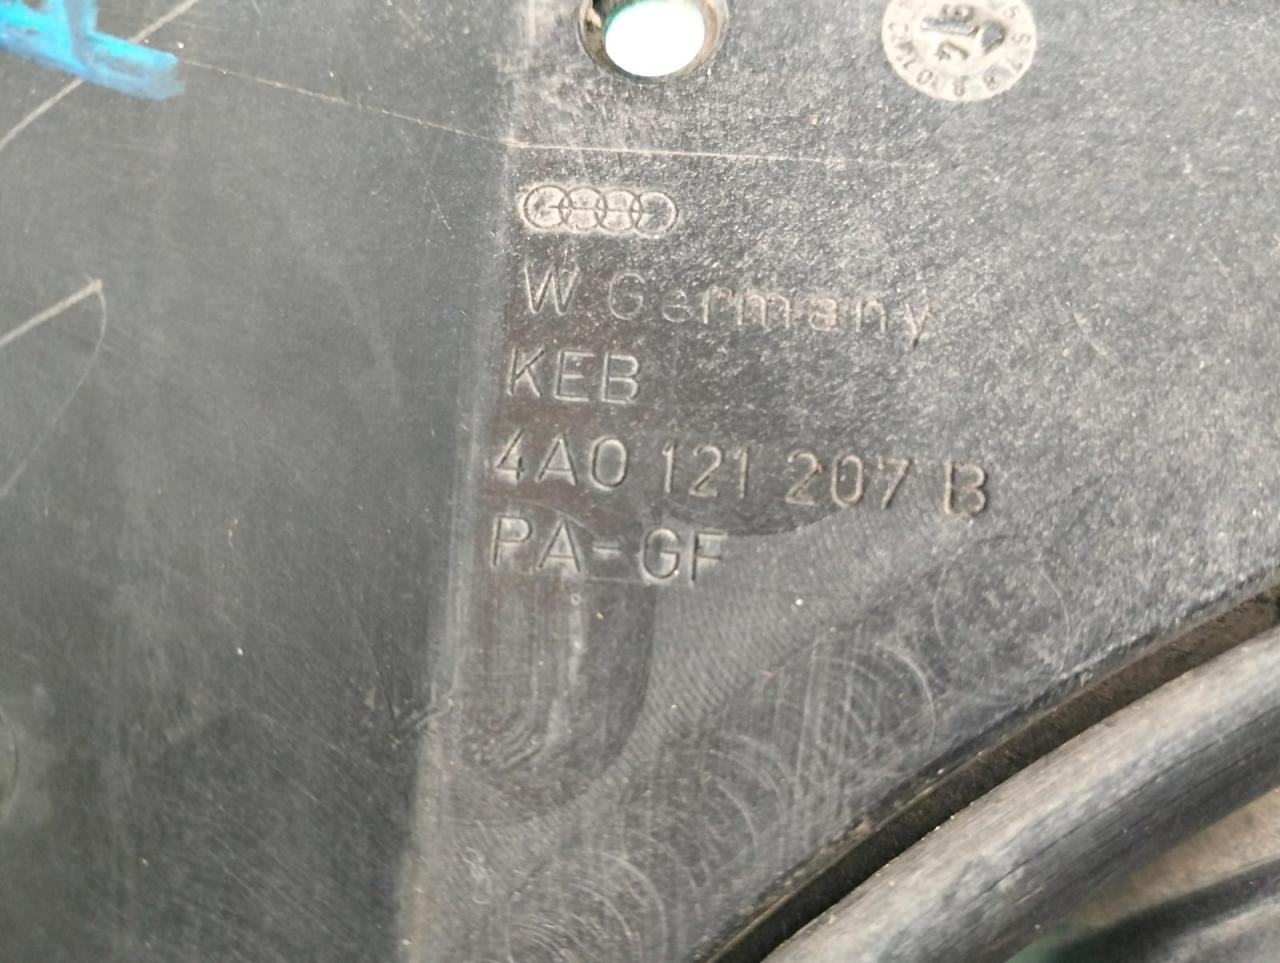 W.Germany
KEB
4A0 121 207 B
PA-GF